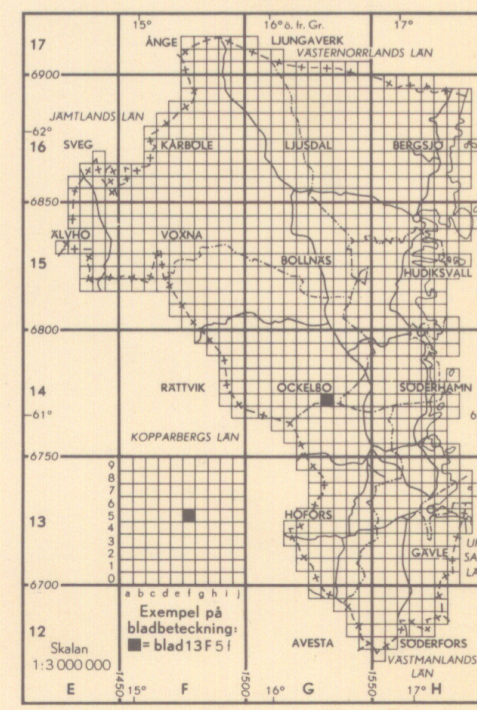 15° 16° ö. fr. Gr. 17°
17 ÅNGE LJUNGAVERK
VÄSTERNORRLANDS LÄN
6900
JÄMTLANDS LÄN
62°
16 SVEG KÅRBÖLE LJUSDAL BERGSJÖ
6850
ÄLVHO VOXNA
15 BOLLNÄS
HUDIKSVALL
6800
14 RÄTTVIK OCKELBO SÖDERHAMN
61°
KOPPARBERGS LÄN
6750
9
8
7
6
5
4
3
2
1
0
13 HOFORS
GÄVLE
6700
a b c d e f g h i j
Exempel på
bladbeteckning:
= blad 13 F 5 f
12
AVESTA SÖDERFORS
Skalan
1:3 000 000
VÄSTMANLANDS
LÄN
E 1450 15° F 1500 16° G 1550 17° H